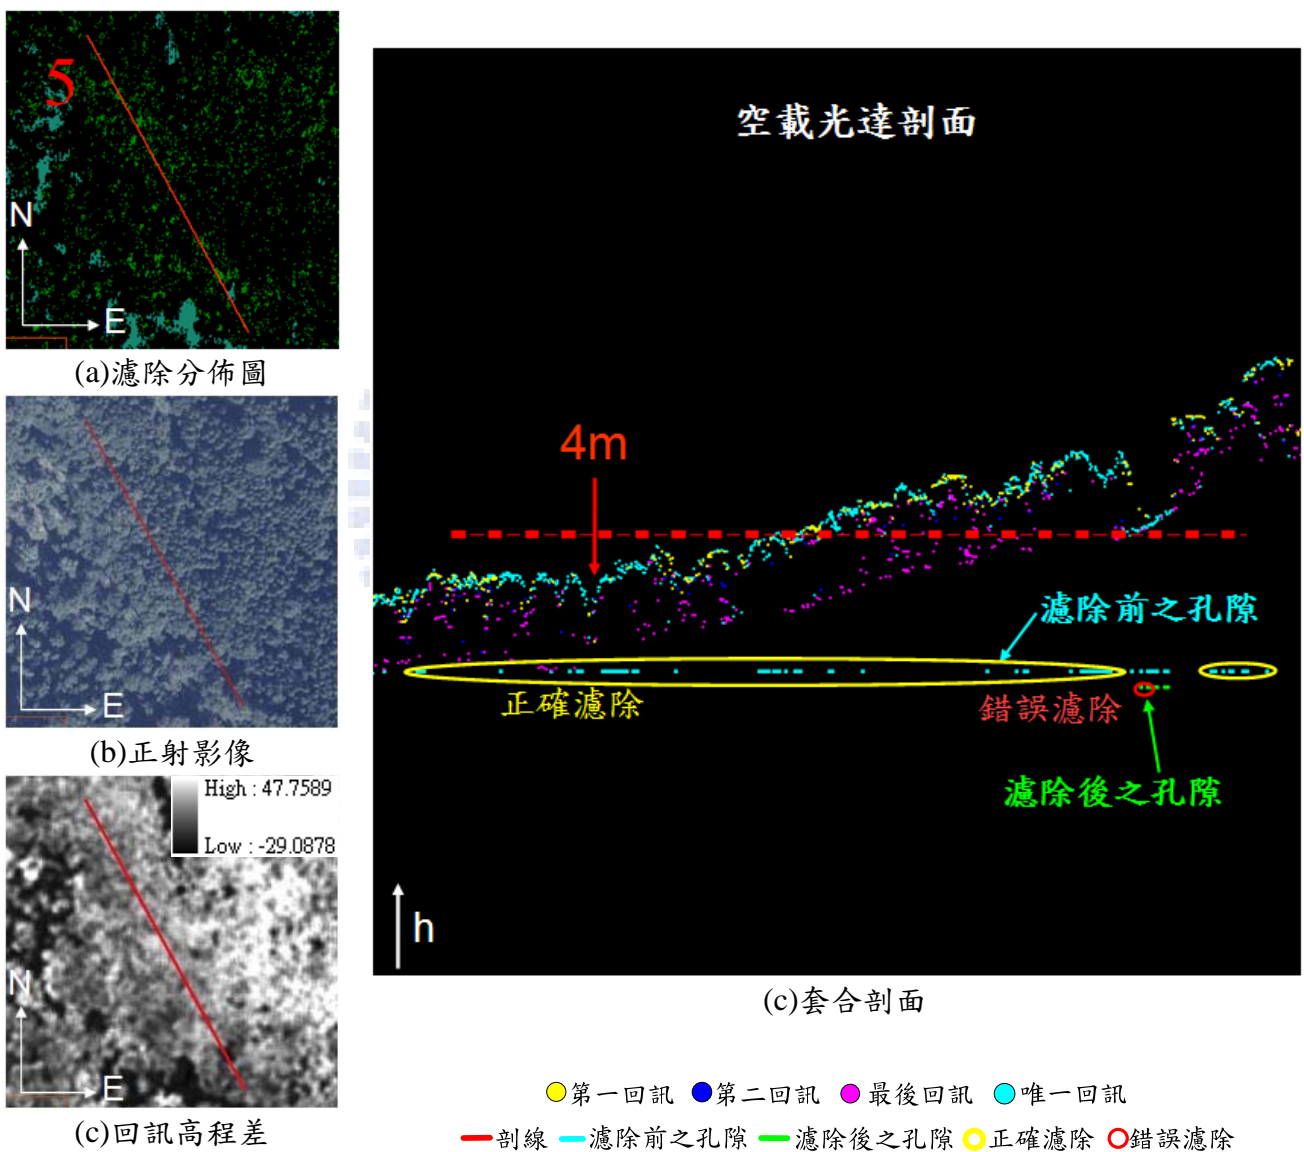 5
N
E
(a)濾除分佈圖
N
E
(b)正射影像
High : 47.7589
Low : -29.0878
N
E
(c)回訊高程差
空載光達剖面
4m
濾除前之孔隙
正確濾除
錯誤濾除
濾除後之孔隙
h
(c)套合剖面
第一回訊 第二回訊 最後回訊 唯一回訊
剖線 濾除前之孔隙 濾除後之孔隙 正確濾除 錯誤濾除